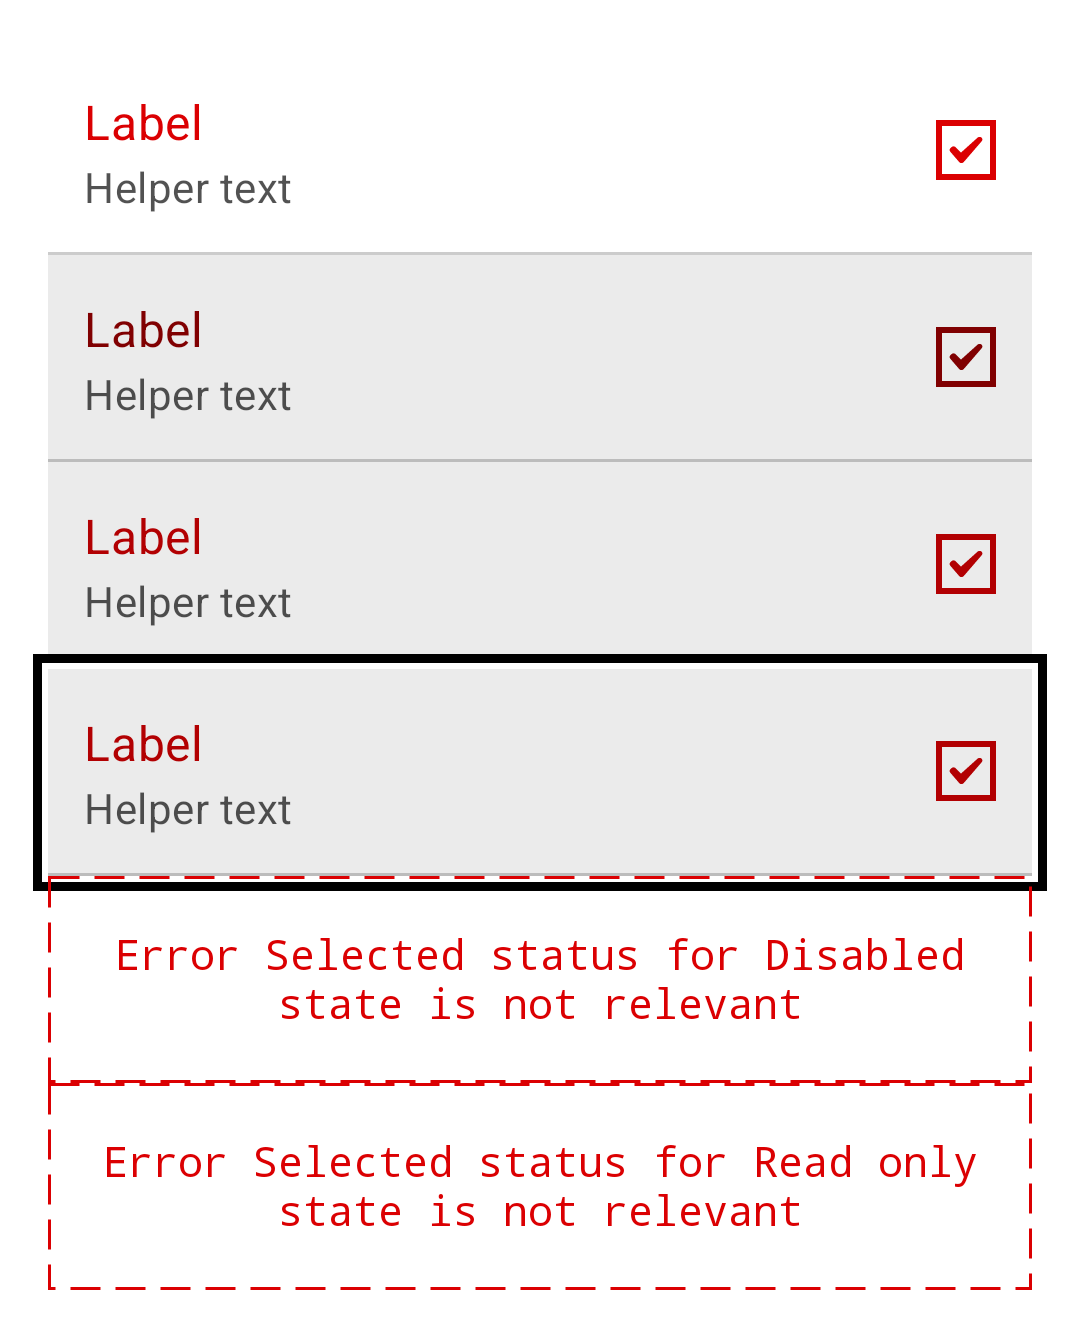 Label
Helper text
Label
Helper text
Label
Helper text
Label
Helper text
Error Selected status for Disabled
state is not relevant
Error Selected status for Read only
state is not relevant